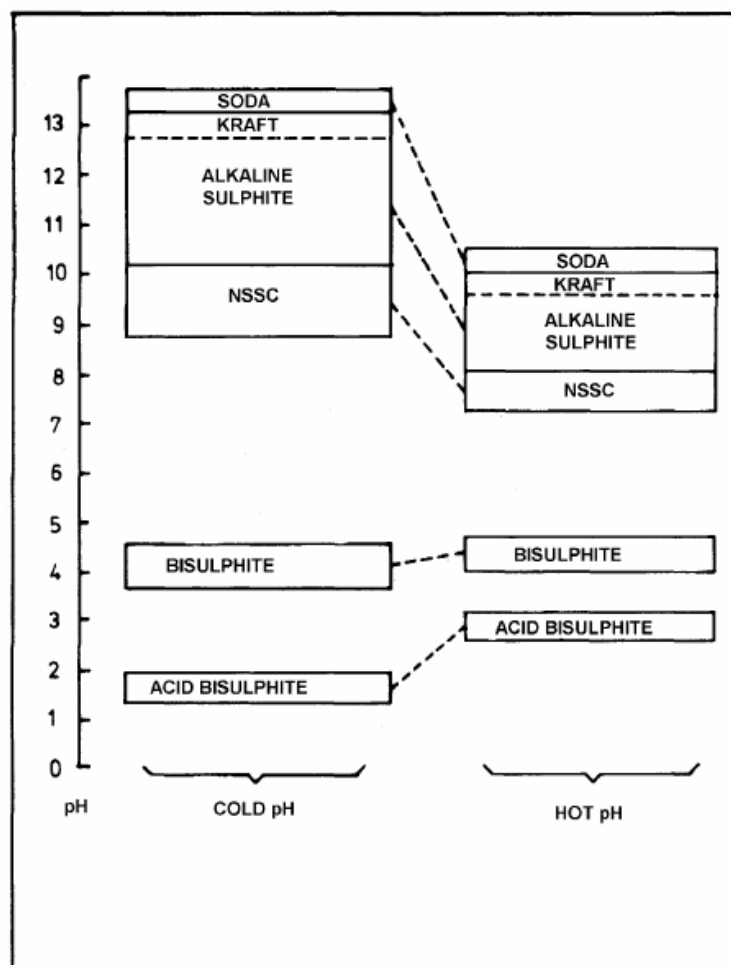 13
12
11
10
9
8
7
6
5
4
3
2
1
0
pH
SODA
KRAFT
ALKALINE
SULPHITE
NSSC
BISULPHITE
ACID BISULPHITE
COLD pH
SODA
KRAFT
ALKALINE
SULPHITE
NSSC
BISULPHITE
ACID BISULPHITE
HOT pH